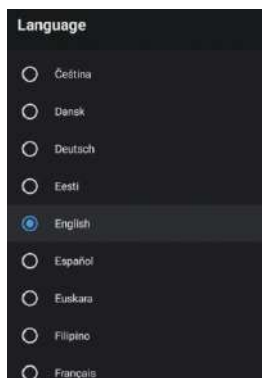 Language
Čeština
Dansk
Deutsch
Eesti
English
Español
Euskara
Filipino
Français